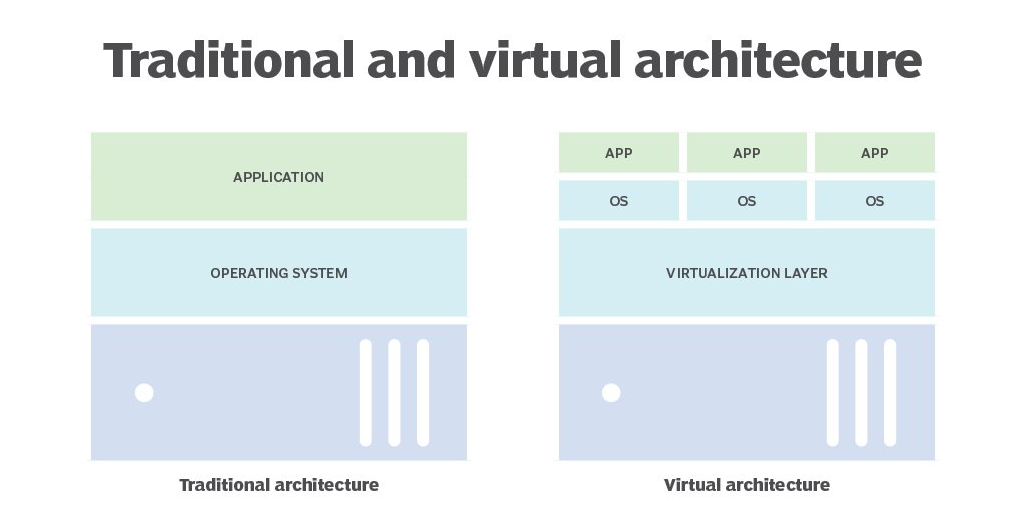 Traditional and virtual architecture
APPLICATION
OPERATING SYSTEM
Traditional architecture
APP APP APP
OS OS OS
VIRTUALIZATION LAYER
Virtual architecture